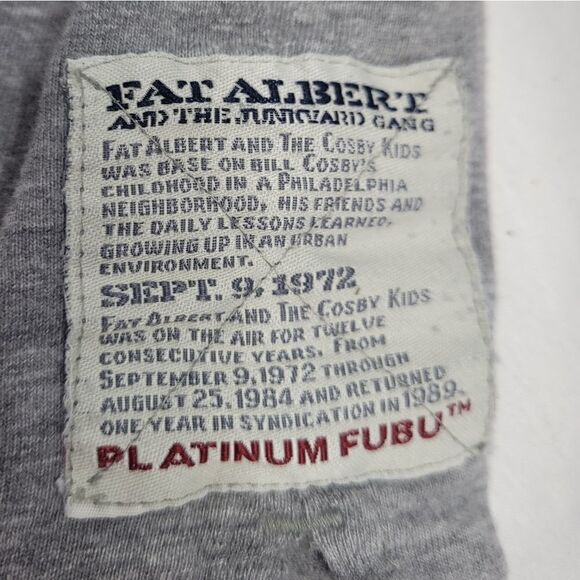 FAT ALBERT
AND THE JUNKYARD GANG
FAT ALBERT AND THE COSBY KIDS
WAS BASE ON BILL COSBY'S
CHILDHOOD IN A PHILADELPHIA
NEIGHBORHOOD, HIS FRIENDS AND
THE DAILY LESSONS LEARNED,
GROWING UP IN AN URBAN
ENVIRONMENT.
SEPT. 9, 1972
FAT ALBERT AND THE COSBY KIDS
WAS ON THE AIR FOR TWELVE
CONSECUTIVE YEARS. FROM
SEPTEMBER 9, 1972 THROUGH
AUGUST 25, 1984 AND RETURNED
ONE YEAR IN SYNDICATION IN 1989.
PLATINUM FUBU™